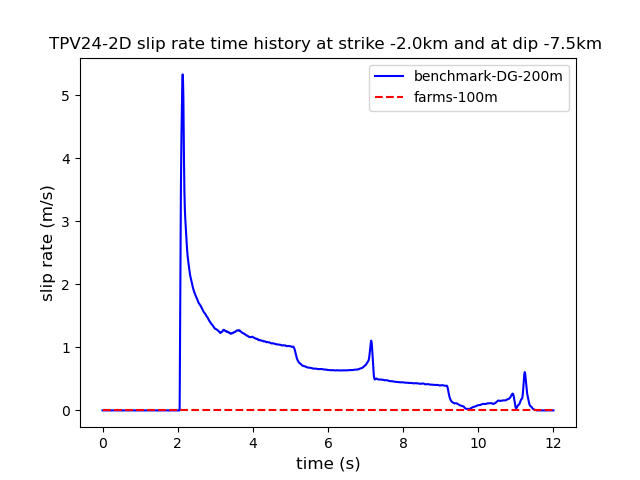 TPV24-2D slip rate time history at strike -2.0km and at dip -7.5km
benchmark-DG-200m
farms-100m
slip rate (m/s)
5
4
3
2
1
0
0 2 4 6 8 10 12
time (s)